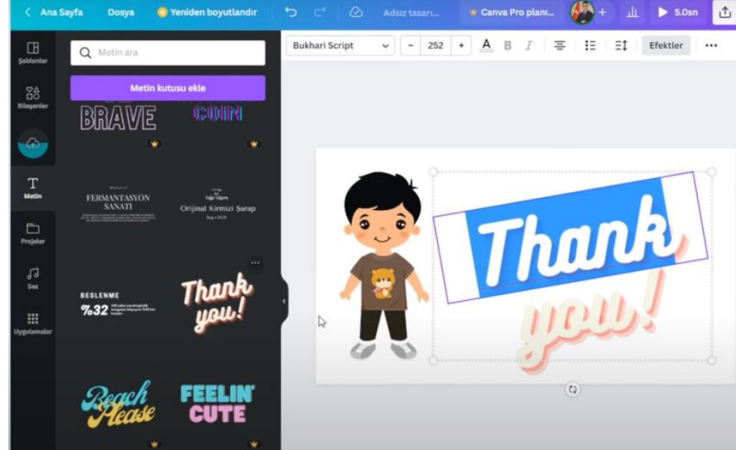 Ana Sayfa
Dosya
Yeniden boyutlandır
Adsız tasarı...
Canva Pro planı...
+
5.0sn
Şablonlar
Bileşenler
Metin
Projeler
Ses
Uygulamalar
Metin ara
Metin kutusu ekle
BRAVE
COIN
FERMANTASYON
SANATI
Orijinal Kırmızı Şarap
BESLENME
%32
Thank
you!
Beach
Please
FEELIN'
CUTE
Bukhari Script
- 252 +
A B I
Efektler
Thank
you!